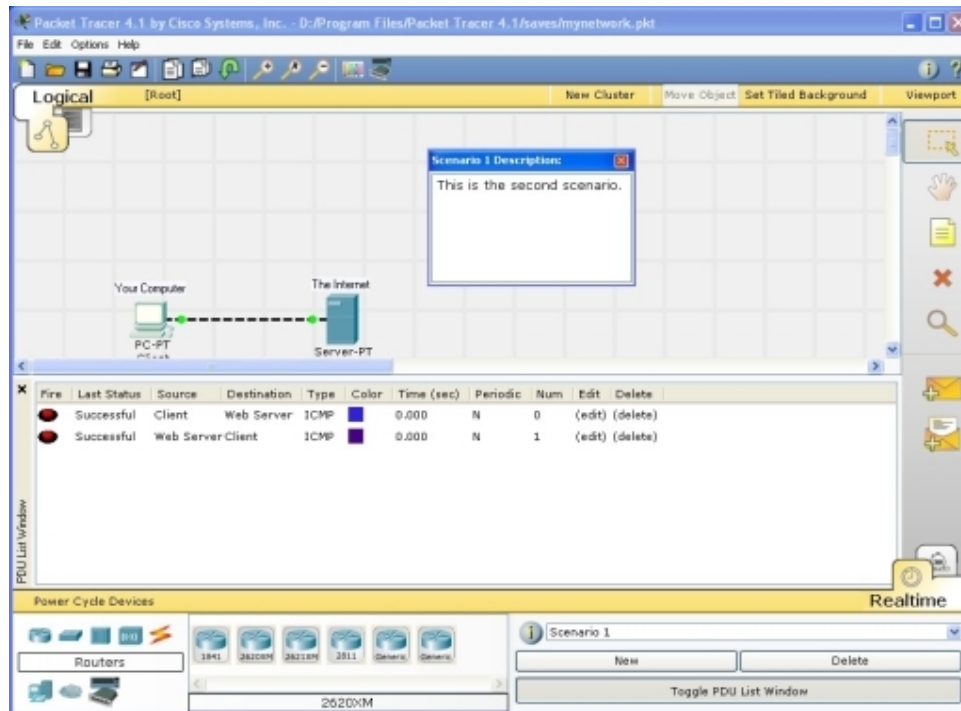 Packet Tracer 4.1 by Cisco Systems, Inc. - D:/Program Files/Packet Tracer 4.1/saves/mynetwork.pkt
File Edit Options Help
Logical [Root] New Cluster Move Object Set Tiled Background Viewport
Scenario 1 Description:
This is the second scenario.
Your Computer
The Internet
PC-PT
Server-PT
Fire Last Status Source Destination Type Color Time (sec) Periodic Num Edit Delete
Successful Client Web Server ICMP 0.000 N 0 (edit) (delete)
Successful Web Server Client ICMP 0.000 N 1 (edit) (delete)
PDU List Window
Power Cycle Devices
Realtime
Routers
1841 2620XM 2621XM 2811 Generic Generic
2620XM
Scenario 1
New Delete
Toggle PDU List Window